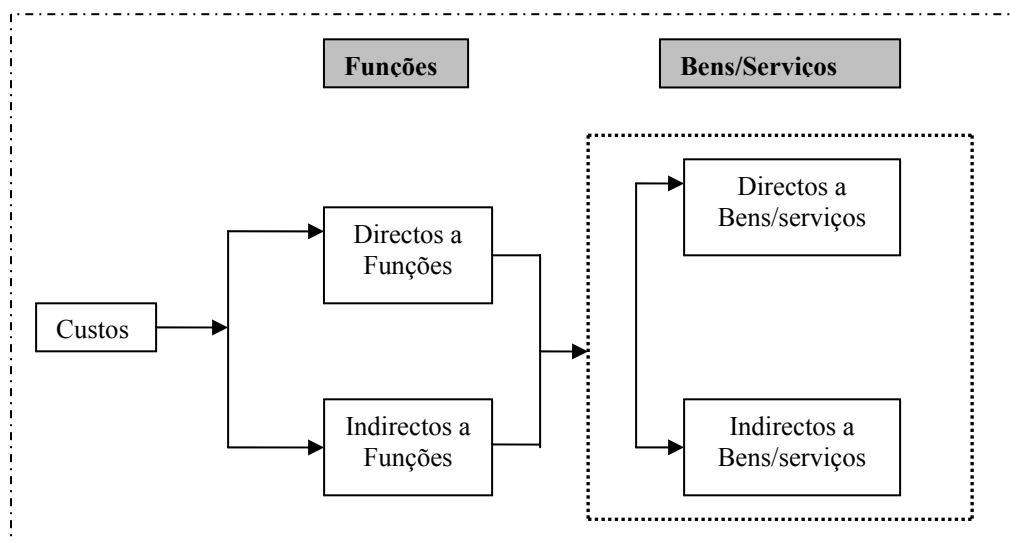 Funções
Bens/Serviços
Directos a
Bens/serviços
Directos a
Funções
Custos
Indirectos a
Funções
Indirectos a
Bens/serviços